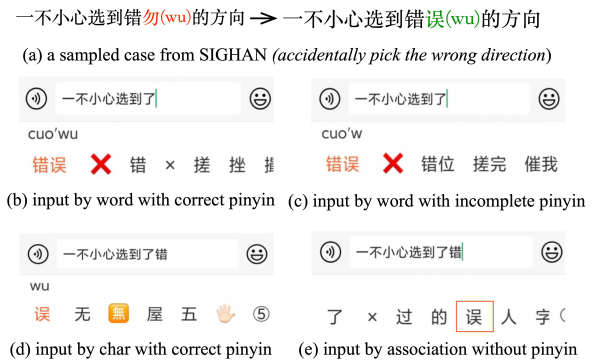 一不小心选到错勿(wu)的方向 → 一不小心选到错误(wu)的方向
(a) a sampled case from SIGHAN (accidentally pick the wrong direction)
一不小心选到了
cuo'wu
错误 ❌ 错 × 搓 挫
一不小心选到了
cuo'w
错误 ❌ 错位 搓完 催我
(b) input by word with correct pinyin
(c) input by word with incomplete pinyin
一不小心选到了错
wu
误 无 🈚 屋 五 🖐🏻 ⑤
一不小心选到了错
了 × 过 的 误 人 字
(d) input by char with correct pinyin
(e) input by association without pinyin